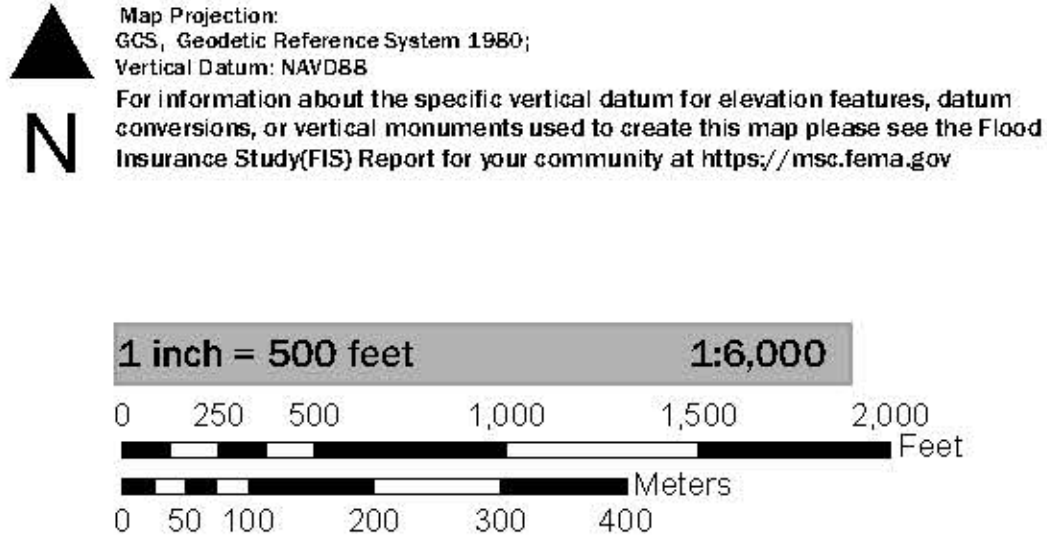 Map Projection:
GCS, Geodetic Reference System 1980;
Vertical Datum: NAVD88
For information about the specific vertical datum for elevation features, datum
conversions, or vertical monuments used to create this map please see the Flood
Insurance Study(FIS) Report for your community at https://msc.fema.gov
N
1 inch = 500 feet 1:6,000
0 250 500 1,000 1,500 2,000
Feet
Meters
0 50 100 200 300 400